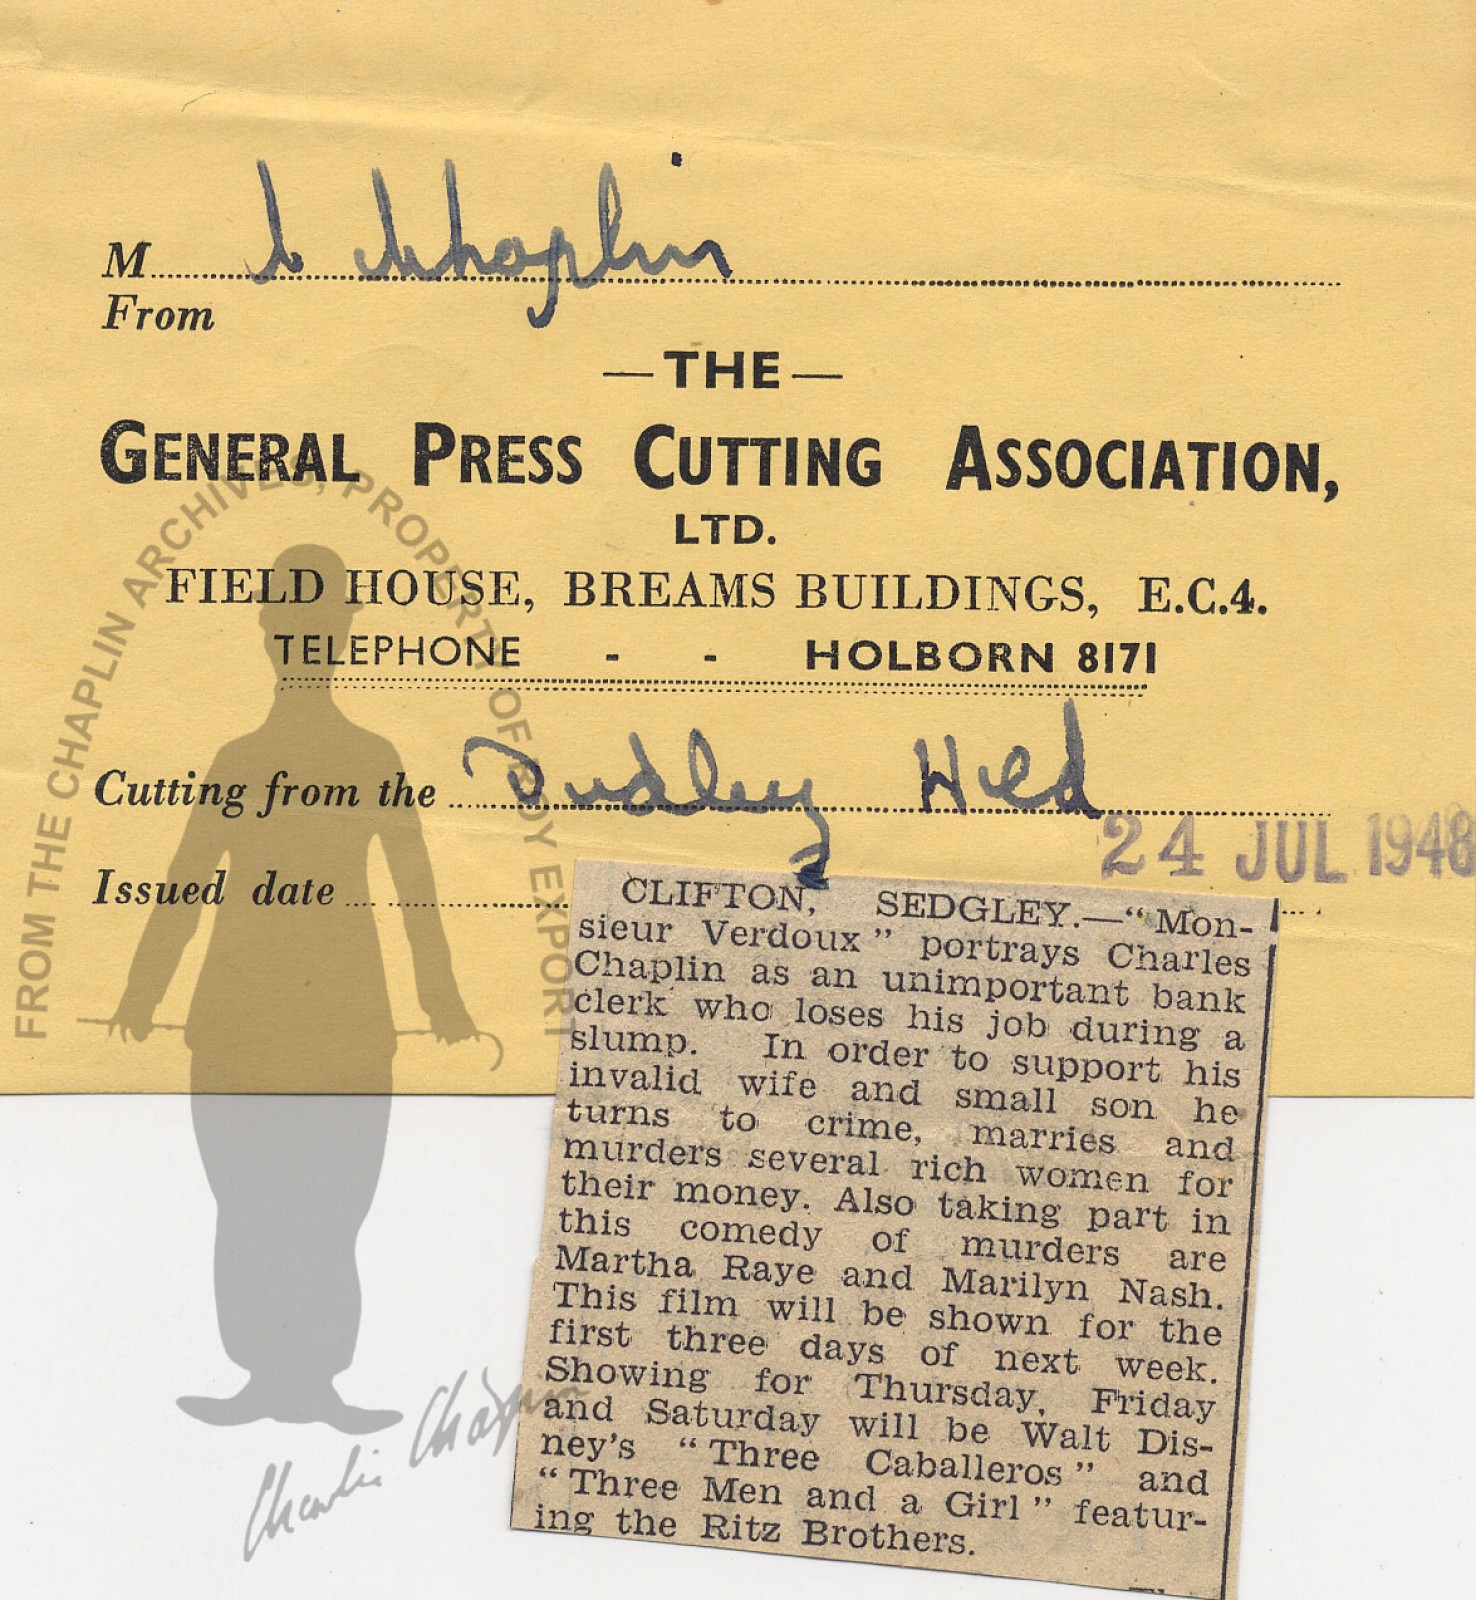 M
Chaplin
From
— THE —
GENERAL PRESS CUTTING ASSOCIATION,
LTD.
FIELD HOUSE, BREAMS BUILDINGS, E.C.4.
TELEPHONE - - HOLBORN 8171
Cutting from the Dudley Hled
24 JUL 1948
Issued date
CLIFTON, SEDGLEY.—“Mon-
sieur Verdoux” portrays Charles
Chaplin as an unimportant bank
clerk who loses his job during a
slump. In order to support his
invalid wife and small son he
turns to crime, marries and
murders several rich women for
their money. Also taking part in
this comedy of murders are
Martha Raye and Marilyn Nash.
This film will be shown for the
first three days of next week.
Showing for Thursday, Friday
and Saturday will be Walt Dis-
ney's “Three Caballeros” and
“Three Men and a Girl” featur-
ing the Ritz Brothers.
FROM THE CHAPLIN ARCHIVES, PROPERTY OF ROY EXPORT
Charlie Chaplin